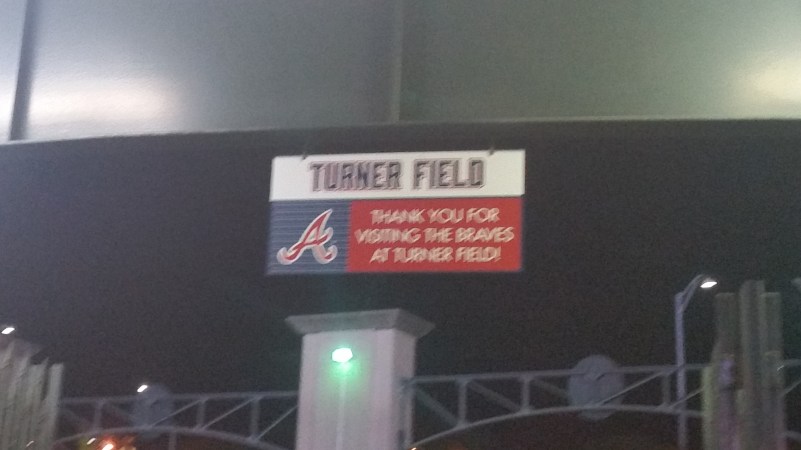 TURNER FIELD
A
THANK YOU FOR
VISITING THE BRAVES
AT TURNER FIELD!